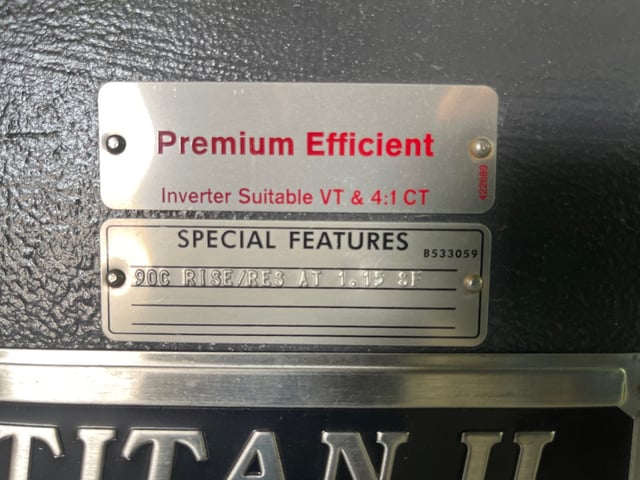 Premium Efficient
Inverter Suitable VT & 4:1 CT
422689
SPECIAL FEATURES
B533059
90C RISE/RES AT 1.15 SF
TITAN II